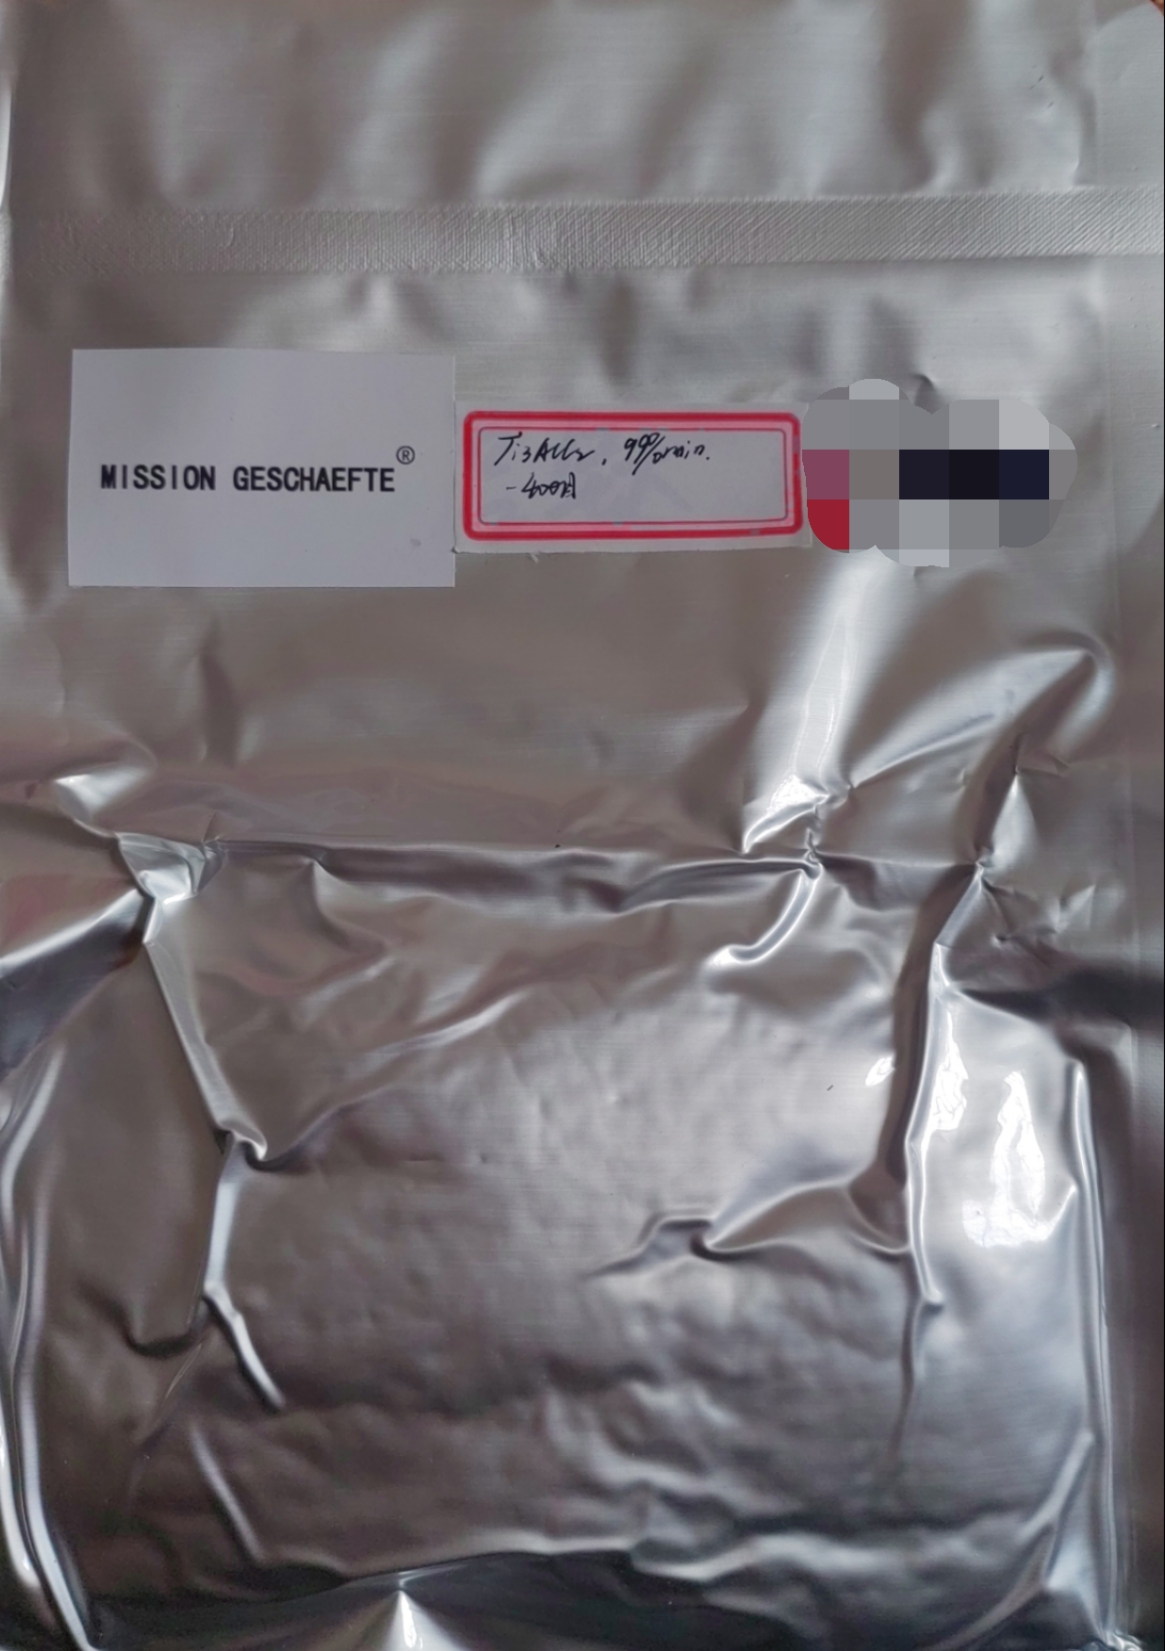 MISSION GESCHAEFTE®
Ti3AlC2, 99%min.
-400目